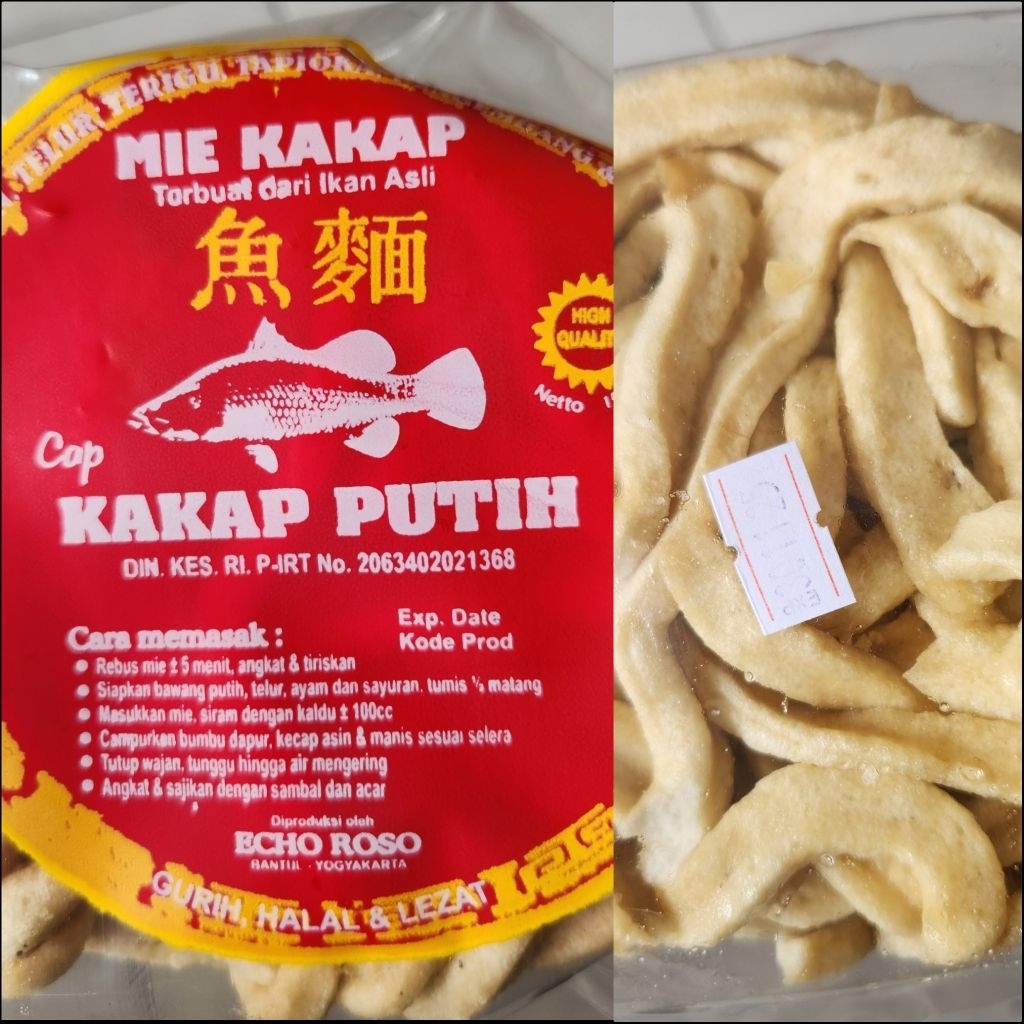 TELUR TERIGU, TAPIOKA
MIE KAKAP
Terbuat dari Ikan Asli
魚麵
HIGH
QUALIT
Netto
Cap
KAKAP PUTIH
DIN. KES. RI. P-IRT No. 2063402021368
Exp. Date
Kode Prod
Cara memasak :
● Rebus mie ± 5 menit, angkat & tiriskan
● Siapkan bawang putih, telur, ayam dan sayuran. tumis ½ matang
● Masukkan mie, siram dengan kaldu ± 100cc
● Campurkan bumbu dapur, kecap asin & manis sesuai selera
● Tutup wajan, tunggu hingga air mengering
● Angkat & sajikan dengan sambal dan acar
Diproduksi oleh
ECHO ROSO
BANTUL - YOGYAKARTA
GURIH, HALAL & LEZAT